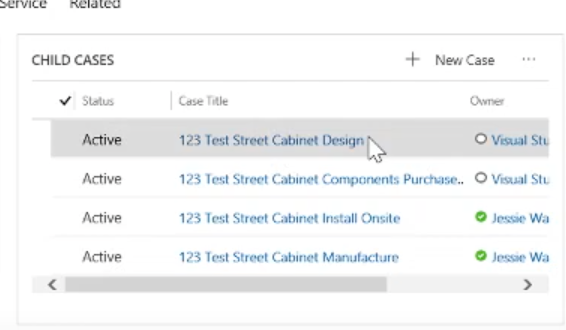 Service Related
CHILD CASES + New Case ...
✓ Status Case Title Owner
Active 123 Test Street Cabinet Design Visual Stu
Active 123 Test Street Cabinet Components Purchase.. Visual Stu
Active 123 Test Street Cabinet Install Onsite Jessie Wa
Active 123 Test Street Cabinet Manufacture Jessie Wa